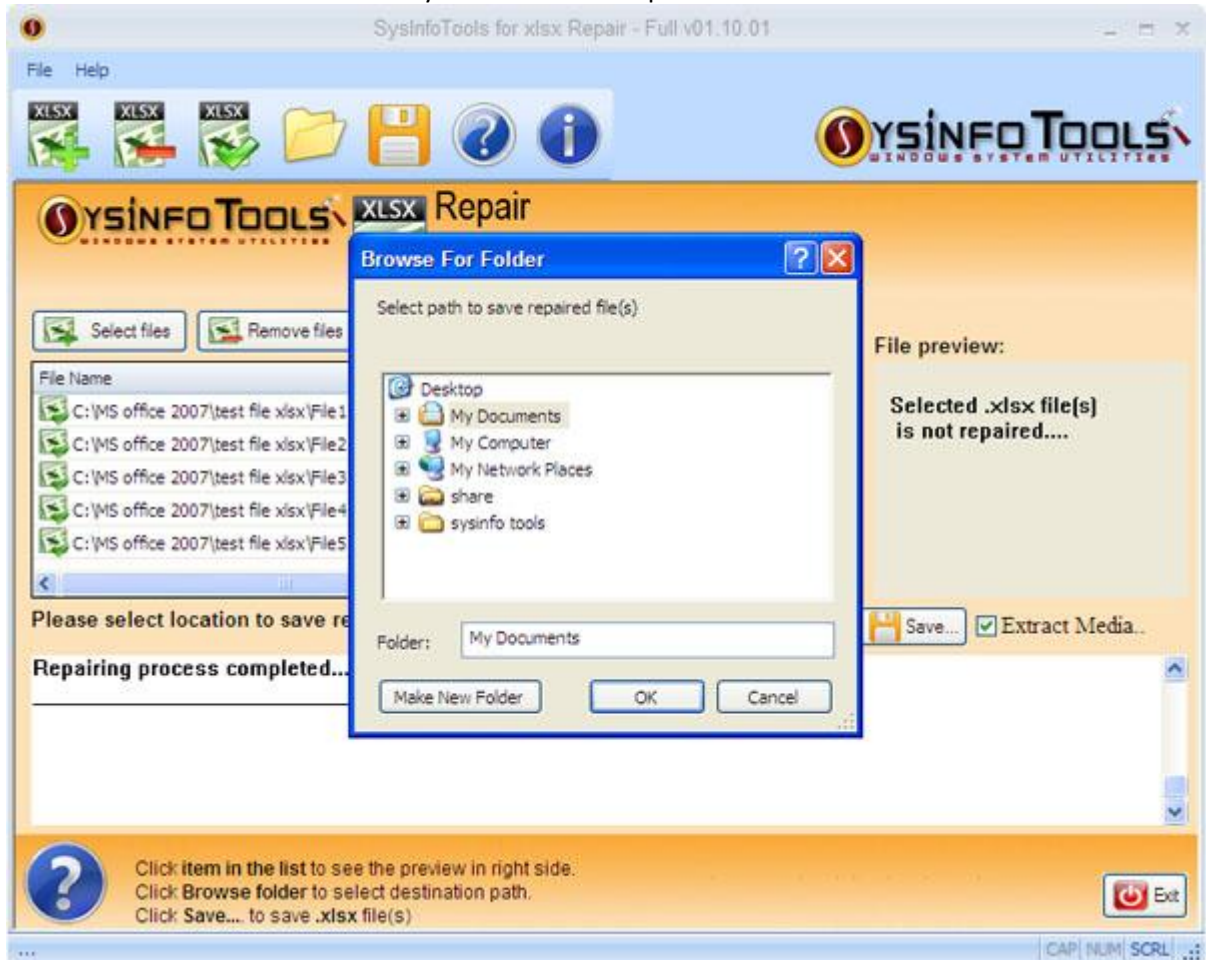 SysInfoTools for xlsx Repair - Full v01.10.01
File Help
XLSX XLSX XLSX
SYSINFO TOOLS
WINDOWS SYSTEM UTILITIES
SYSINFO TOOLS XLSX Repair
WINDOWS SYSTEM UTILITIES
Browse For Folder
Select path to save repaired file(s)
Select files Remove files
File preview:
File Name
C:\MS office 2007\test file xlsx\File1
C:\MS office 2007\test file xlsx\File2
C:\MS office 2007\test file xlsx\File3
C:\MS office 2007\test file xlsx\File4
C:\MS office 2007\test file xlsx\File5
Desktop
My Documents
My Computer
My Network Places
share
sysinfo tools
Selected .xlsx file(s)
is not repaired....
Please select location to save re
Folder: My Documents
Save... Extract Media..
Repairing process completed...
Make New Folder OK Cancel
Click item in the list to see the preview in right side.
Click Browse folder to select destination path.
Click Save.... to save .xlsx file(s)
Exit
... CAP NUM SCRL